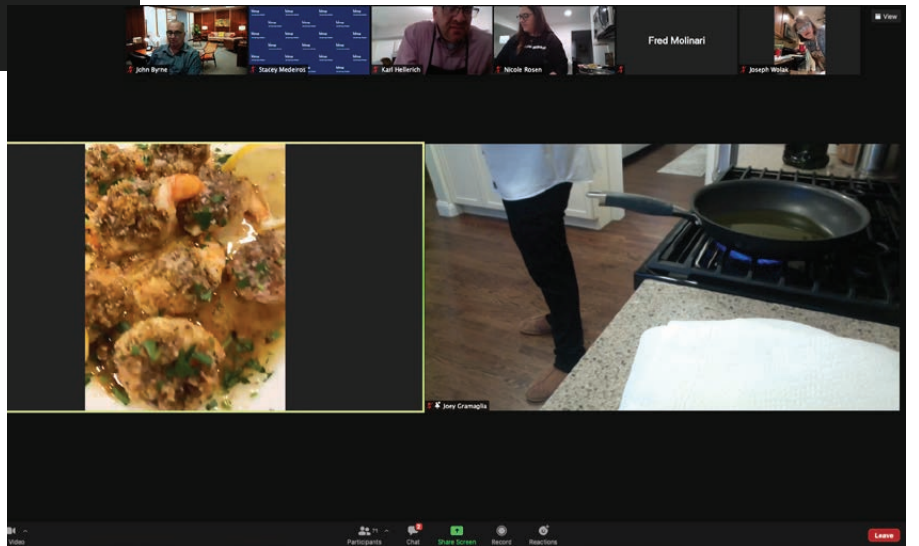 View
John Byrne
Stacey Medeiros
Karl Hellerich
Nicole Rosen
Fred Molinari
Joseph Wolak
Joey Gramaglia
Video
Participants
Chat
2
Share Screen
Record
Reactions
Leave